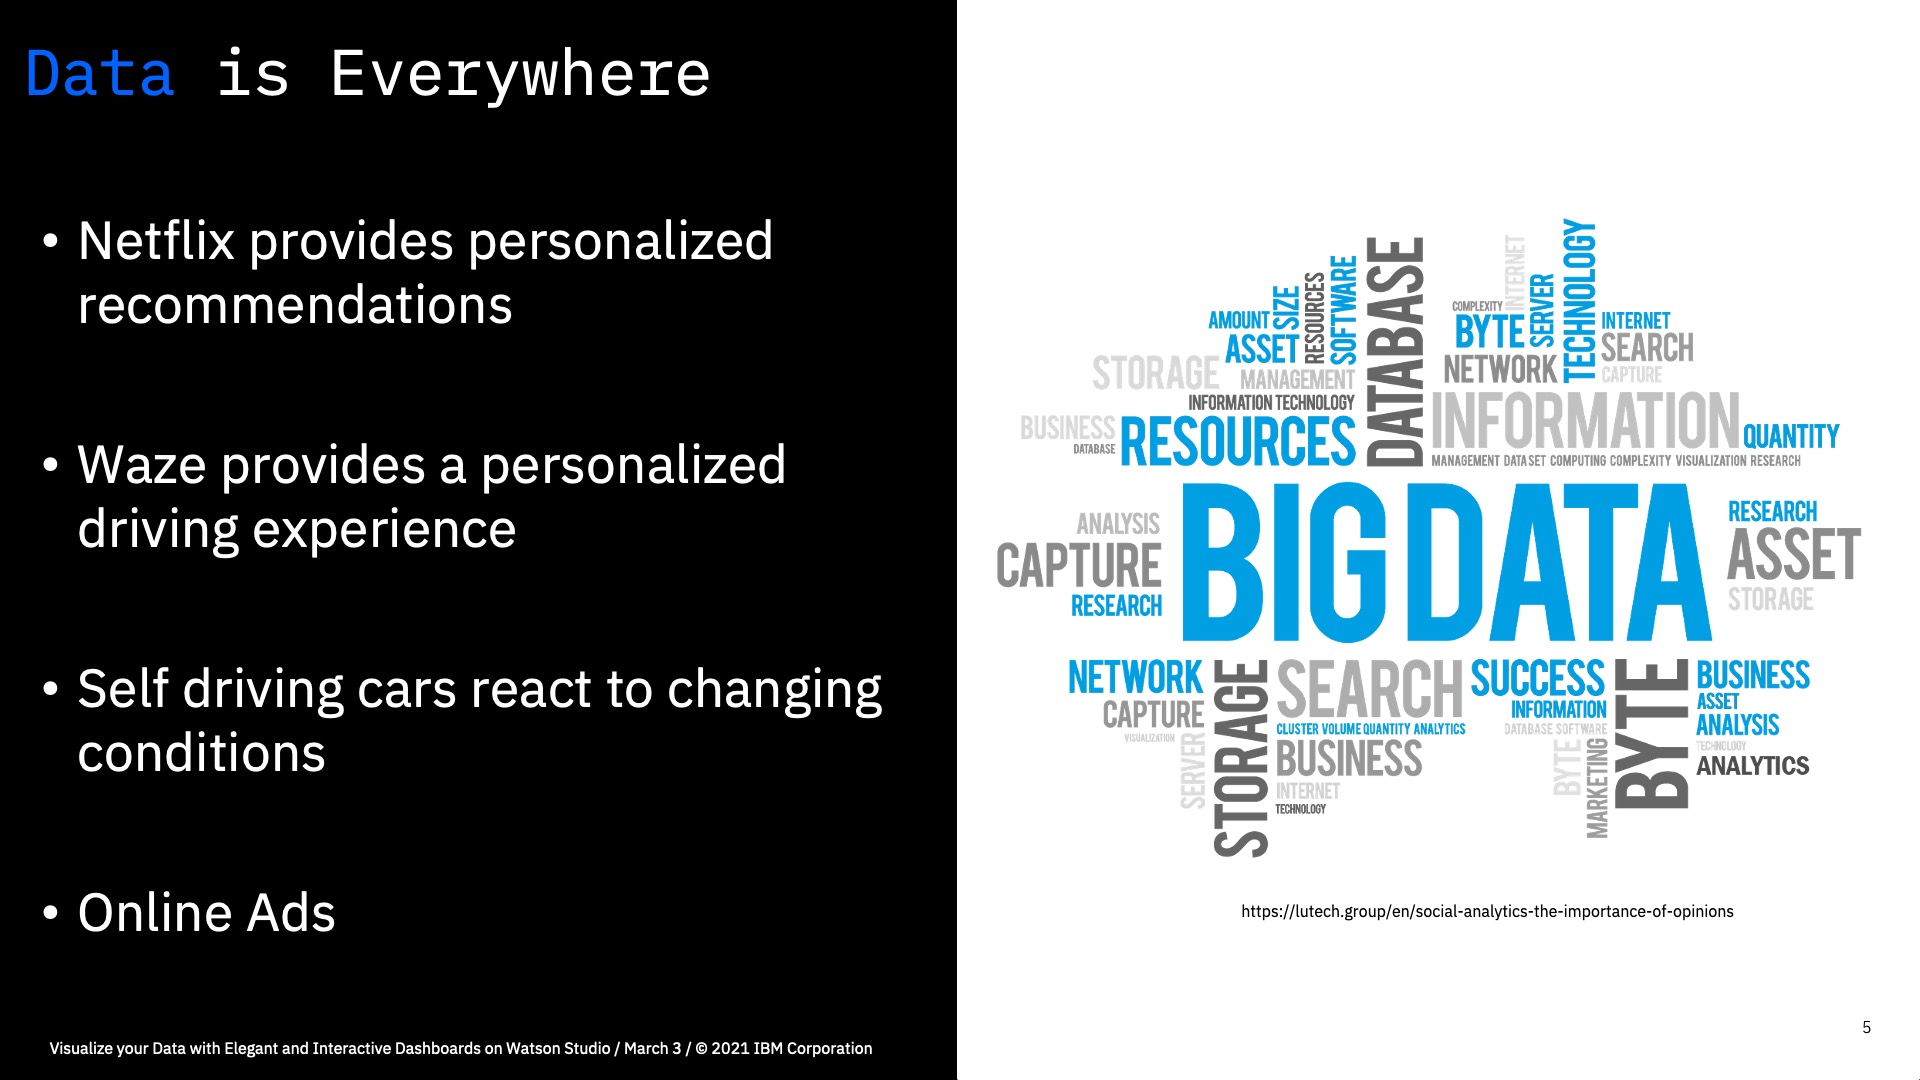 Data is Everywhere
• Netflix provides personalized
recommendations
• Waze provides a personalized
driving experience
• Self driving cars react to changing
conditions
• Online Ads
Visualize your Data with Elegant and Interactive Dashboards on Watson Studio / March 3 / © 2021 IBM Corporation
AMOUNT
SIZE
ASSET
RESOURCES
SOFTWARE
DATABASE
STORAGE
MANAGEMENT
INFORMATION TECHNOLOGY
BUSINESS
DATABASE
RESOURCES
COMPLEXITY
INTERNET
BYTE
SERVER
TECHNOLOGY
NETWORK
INTERNET
SEARCH
CAPTURE
INFORMATION
QUANTITY
MANAGEMENT DATA SET COMPUTING COMPLEXITY VISUALIZATION RESEARCH
ANALYSIS
CAPTURE
RESEARCH
BIG DATA
RESEARCH
ASSET
STORAGE
NETWORK
CAPTURE
VISUALIZATION
SERVER
STORAGE
SEARCH
CLUSTER VOLUME QUANTITY ANALYTICS
BUSINESS
INTERNET
TECHNOLOGY
SUCCESS
INFORMATION
DATABASE SOFTWARE
BYTE
MARKETING
BYTE
BUSINESS
ASSET
ANALYSIS
TECHNOLOGY
ANALYTICS
https://lutech.group/en/social-analytics-the-importance-of-opinions
5